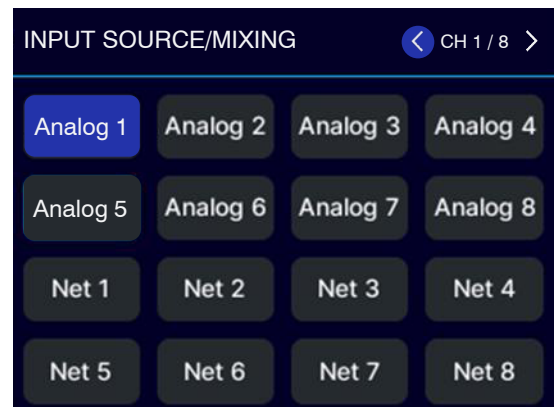 INPUT SOURCE/MIXING CH 1 / 8
Analog 1 Analog 2 Analog 3 Analog 4
Analog 5 Analog 6 Analog 7 Analog 8
Net 1 Net 2 Net 3 Net 4
Net 5 Net 6 Net 7 Net 8